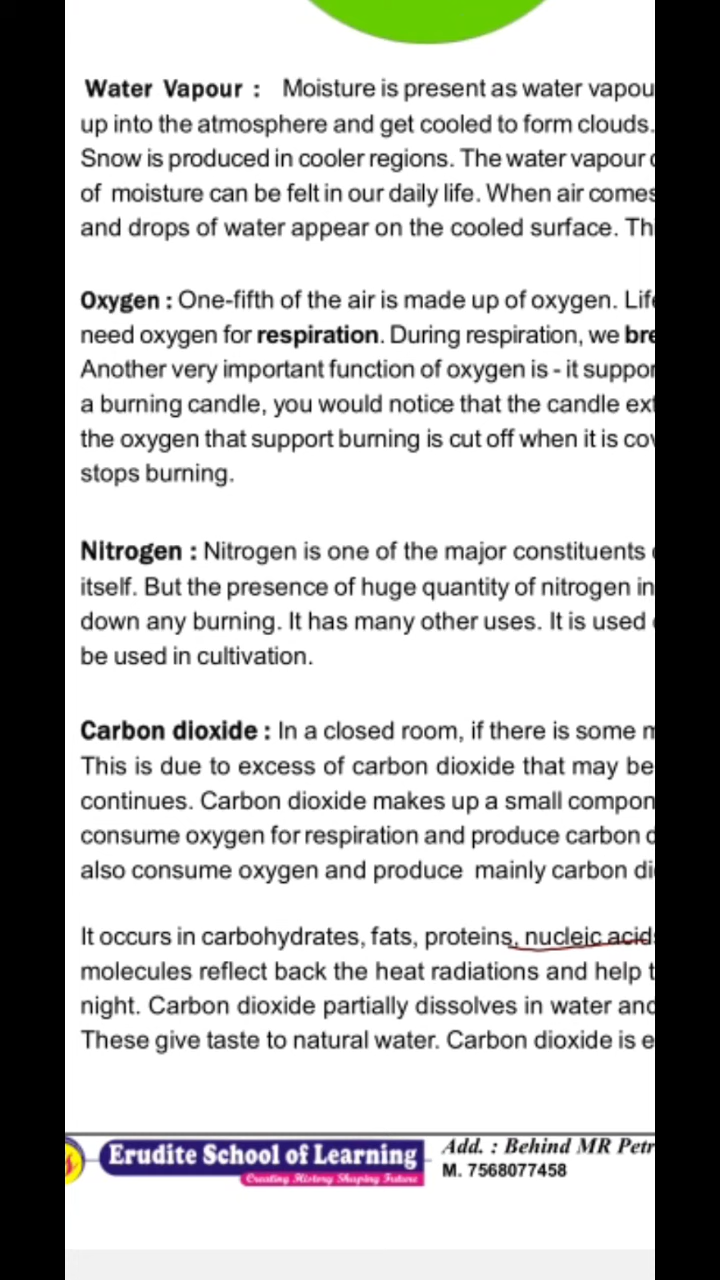 Water Vapour : Moisture is present as water vapou
up into the atmosphere and get cooled to form clouds.
Snow is produced in cooler regions. The water vapour
of moisture can be felt in our daily life. When air comes
and drops of water appear on the cooled surface. Th
Oxygen : One-fifth of the air is made up of oxygen. Life
need oxygen for respiration. During respiration, we bre
Another very important function of oxygen is - it suppor
a burning candle, you would notice that the candle ext
the oxygen that support burning is cut off when it is cov
stops burning.
Nitrogen : Nitrogen is one of the major constituents
itself. But the presence of huge quantity of nitrogen in
down any burning. It has many other uses. It is used
be used in cultivation.
Carbon dioxide : In a closed room, if there is some m
This is due to excess of carbon dioxide that may be
continues. Carbon dioxide makes up a small compon
consume oxygen for respiration and produce carbon d
also consume oxygen and produce mainly carbon di
It occurs in carbohydrates, fats, proteins, nucleic acid
molecules reflect back the heat radiations and help t
night. Carbon dioxide partially dissolves in water and
These give taste to natural water. Carbon dioxide is e
Erudite School of Learning
Creating History Shaping Future
Add. : Behind MR Petr
M. 7568077458